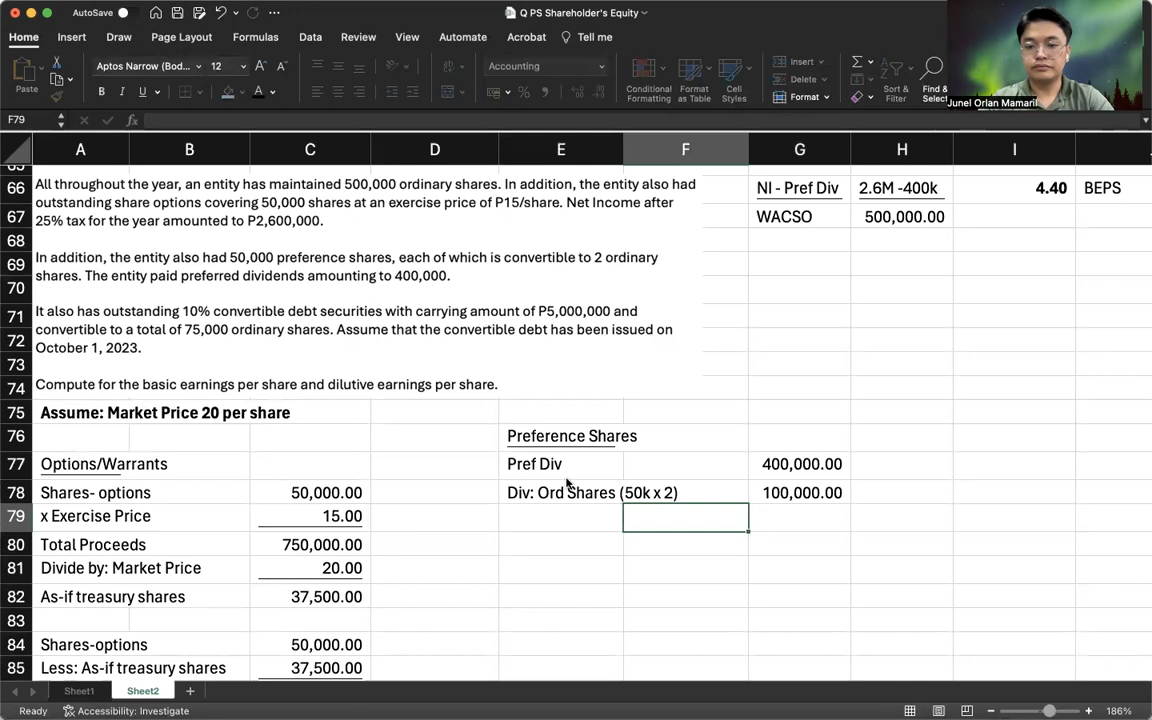 AutoSave
Q PS Shareholder's Equity
Home Insert Draw Page Layout Formulas Data Review View Automate Acrobat Tell me
Paste
Aptos Narrow (Bod... 12
Accounting
Conditional Formatting
Format as Table
Cell Styles
Insert
Delete
Format
Sort & Filter
Find & Select
Junel Orlan Mamaril
F79
fx
A B C D E F G H I
66 NI - Pref Div 2.6M -400k 4.40 BEPS
67 WACSO 500,000.00
All throughout the year, an entity has maintained 500,000 ordinary shares. In addition, the entity also had
outstanding share options covering 50,000 shares at an exercise price of P15/share. Net Income after
25% tax for the year amounted to P2,600,000.
68
In addition, the entity also had 50,000 preference shares, each of which is convertible to 2 ordinary
69
shares. The entity paid preferred dividends amounting to 400,000.
70
It also has outstanding 10% convertible debt securities with carrying amount of P5,000,000 and
71
convertible to a total of 75,000 ordinary shares. Assume that the convertible debt has been issued on
72
October 1, 2023.
73
74 Compute for the basic earnings per share and dilutive earnings per share.
75 Assume: Market Price 20 per share
76 Preference Shares
77 Options/Warrants Pref Div 400,000.00
78 Shares- options 50,000.00 Div: Ord Shares (50k x 2) 100,000.00
79 x Exercise Price 15.00
80 Total Proceeds 750,000.00
81 Divide by: Market Price 20.00
82 As-if treasury shares 37,500.00
83
84 Shares-options 50,000.00
85 Less: As-if treasury shares 37,500.00
Sheet1 Sheet2 +
Ready Accessibility: Investigate 186%